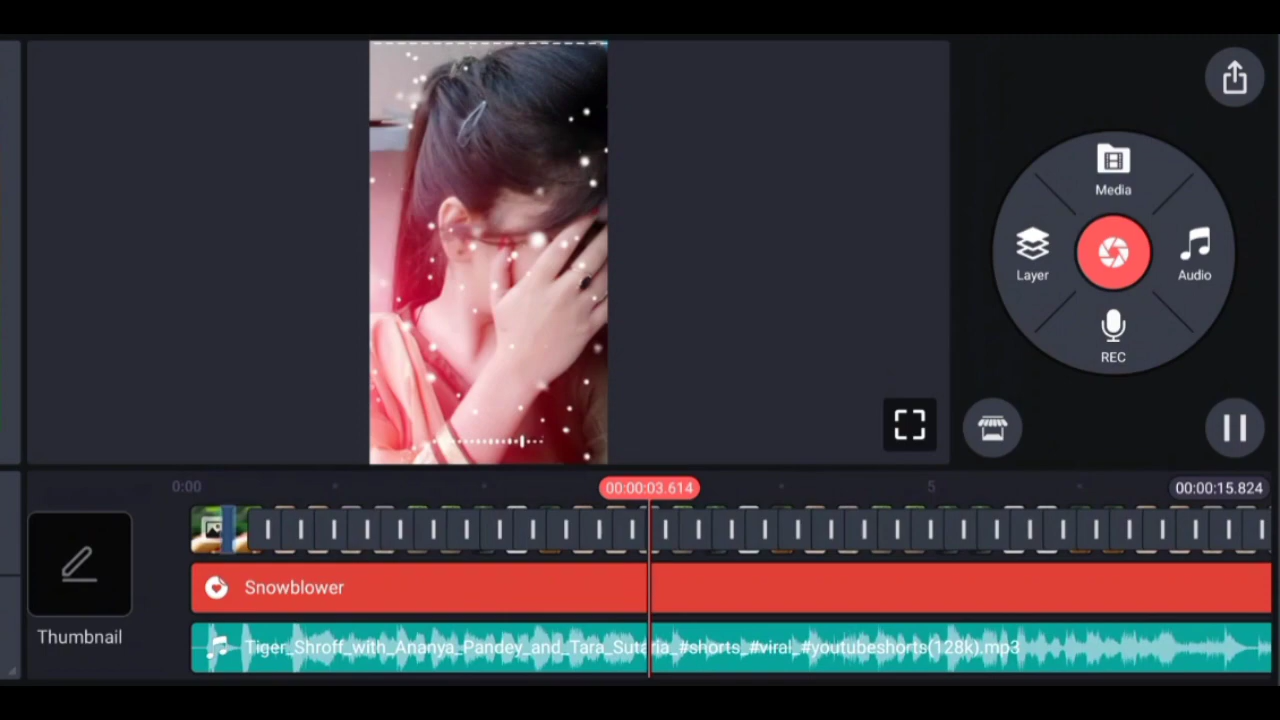 Media
Layer
Audio
REC
0:00
00:00:03.614
5
00:00:15.824
Snowblower
Thumbnail
Tiger_Shroff_with_Ananya_Pandey_and_Tara_Sutaria_#shorts_#viral_#youtubeshorts(128k).mp3